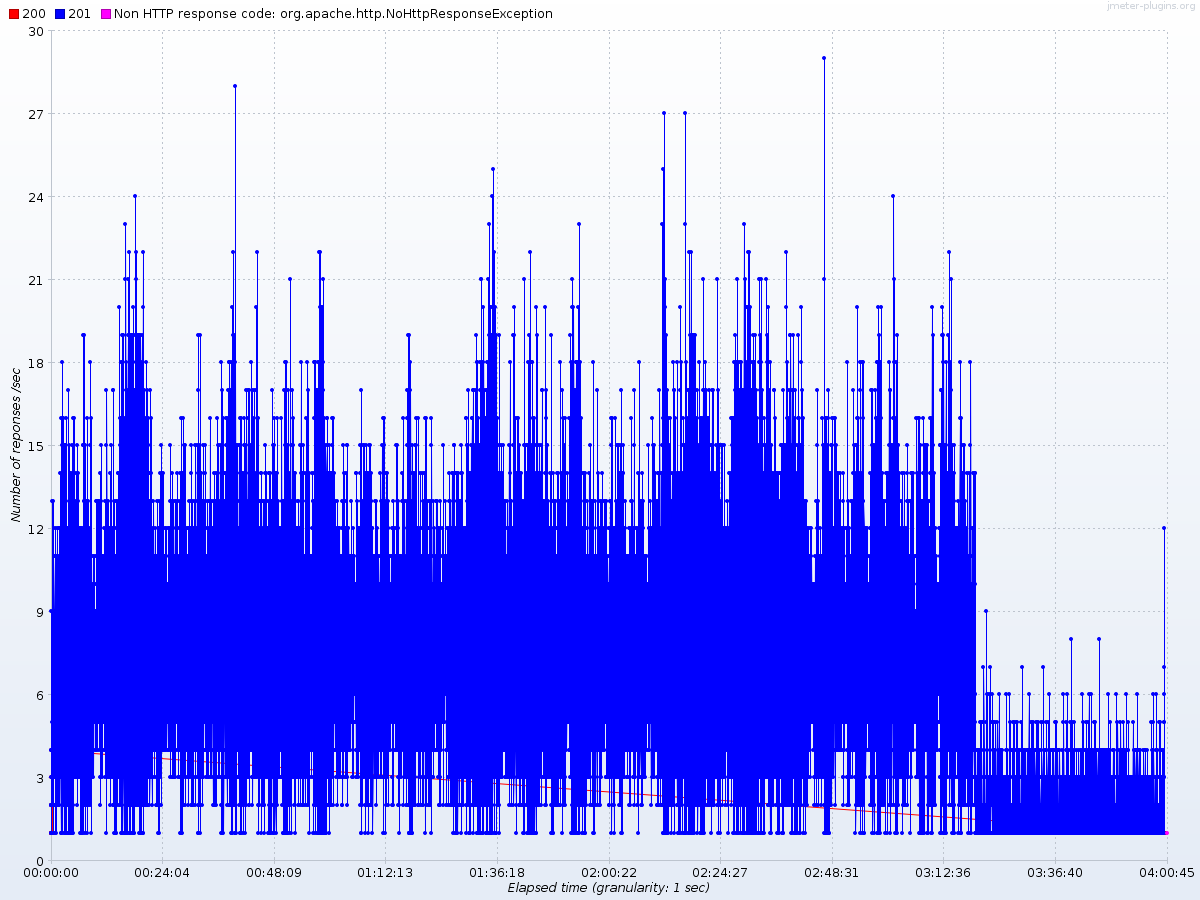 200 201 Non HTTP response code: org.apache.http.NoHttpResponseException
jmeter-plugins.org
30
27
24
21
18
15
12
9
6
3
0
Number of reponses /sec
00:00:00 00:24:04 00:48:09 01:12:13 01:36:18 02:00:22 02:24:27 02:48:31 03:12:36 03:36:40 04:00:45
Elapsed time (granularity: 1 sec)